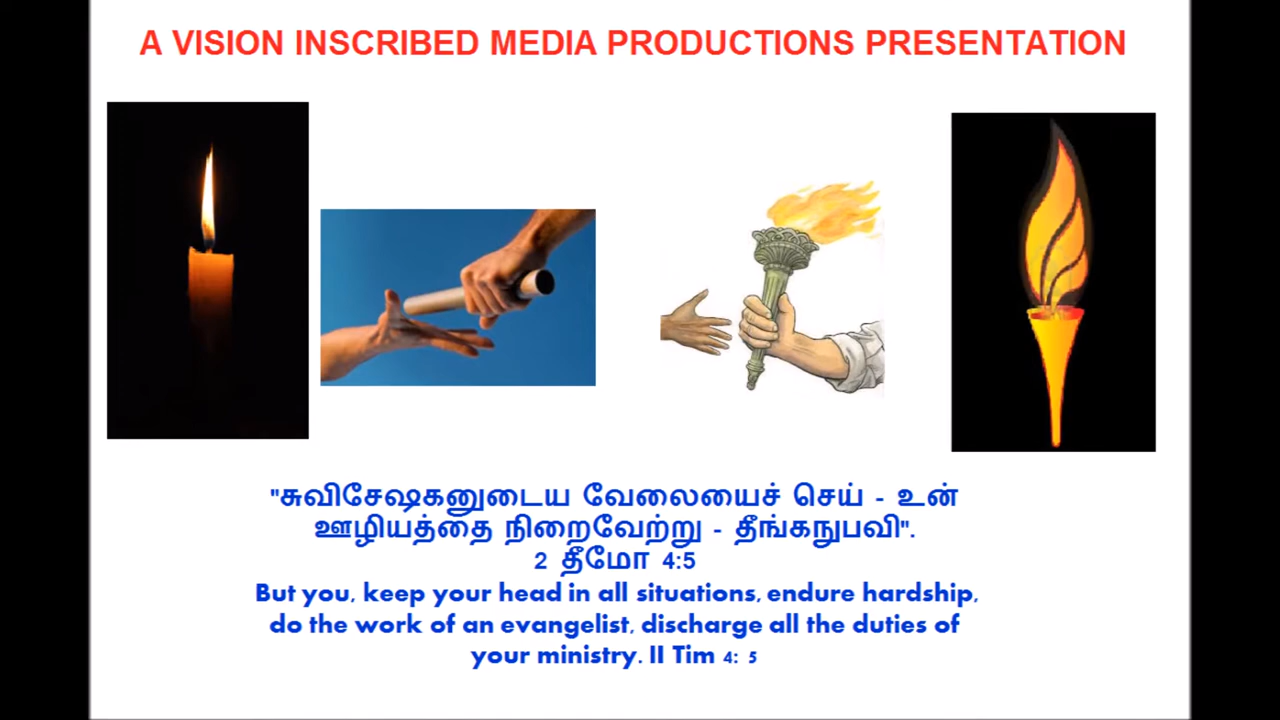 A VISION INSCRIBED MEDIA PRODUCTIONS PRESENTATION
"சுவிசேஷகனுடைய வேலையைச் செய் - உன்
ஊழியத்தை நிறைவேற்று - தீங்கநுபவி".
2 தீமோ 4:5
But you, keep your head in all situations, endure hardship,
do the work of an evangelist, discharge all the duties of
your ministry. II Tim 4: 5